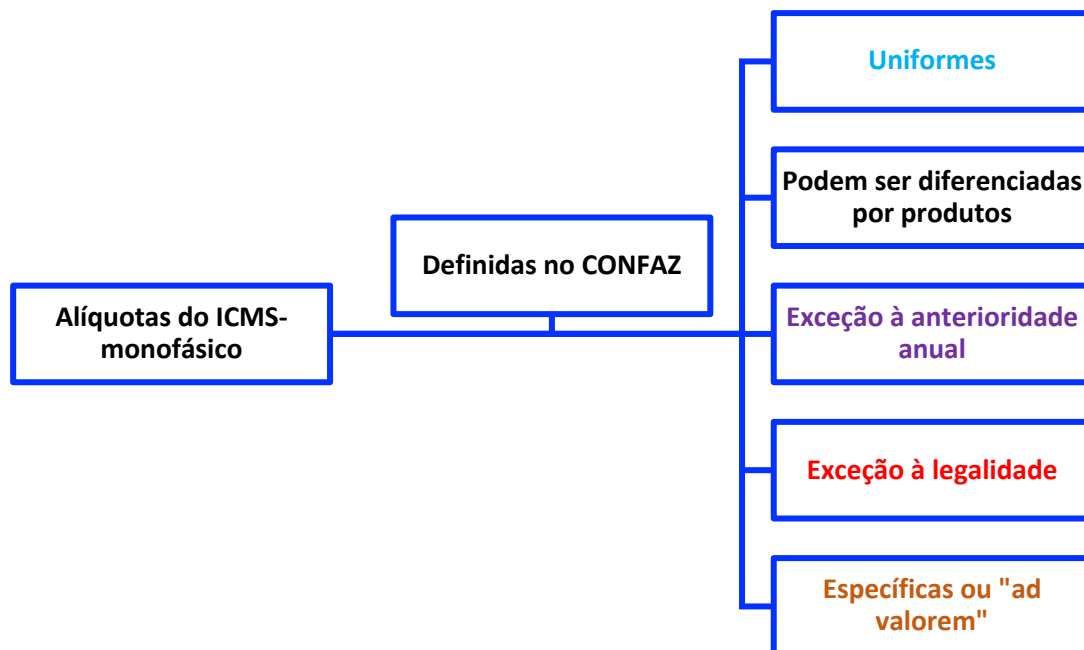 Alíquotas do ICMS-
monofásico
Definidas no CONFAZ
Uniformes
Podem ser diferenciadas
por produtos
Exceção à anterioridade
anual
Exceção à legalidade
Específicas ou "ad
valorem"